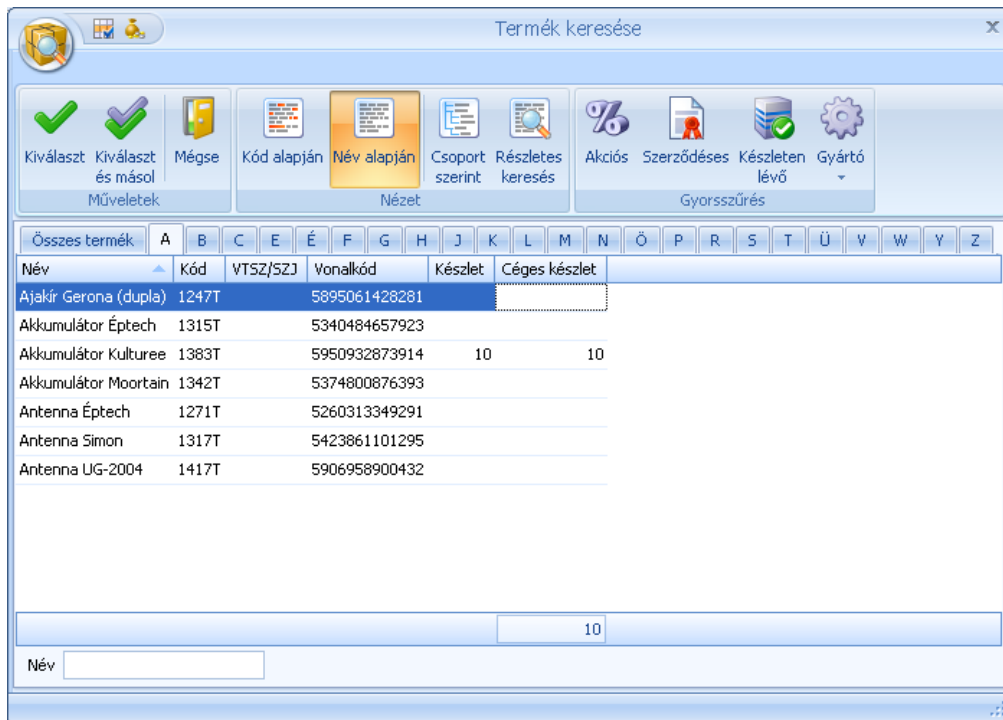 Termék keresése
Kiválaszt Kiválaszt és másol Mégse Kód alapján Név alapján Csoport szerint Részletes keresés Akciós Szerződéses Készleten lévő Gyártó
Műveletek Nézet Gyorsszűrés
Összes termék A B C E É F G H J K L M N Ö P R S T Ü V W Y Z
Név Kód VTSZ/SZJ Vonalkód Készlet Céges készlet
Ajakír Gerona (dupla) 1247T 5895061428281
Akkumulátor Éptech 1315T 5340484657923
Akkumulátor Kulturee 1383T 5950932873914 10 10
Akkumulátor Moortain 1342T 5374800876393
Antenna Éptech 1271T 5260313349291
Antenna Simon 1317T 5423861101295
Antenna UG-2004 1417T 5906958900432
10
Név